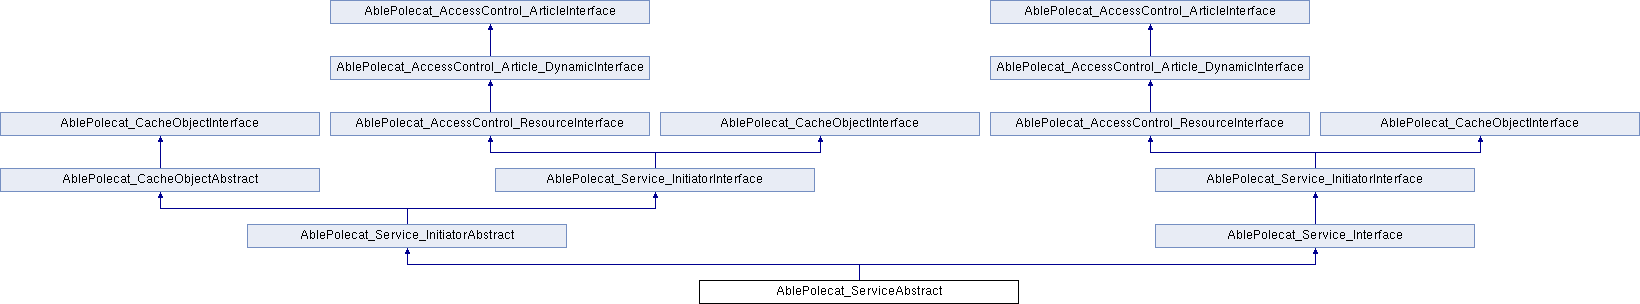 AblePolecat_AccessControl_ArticleInterface
AblePolecat_AccessControl_ArticleInterface
AblePolecat_AccessControl_Article_DynamicInterface
AblePolecat_AccessControl_Article_DynamicInterface
AblePolecat_CacheObjectInterface
AblePolecat_AccessControl_ResourceInterface
AblePolecat_CacheObjectInterface
AblePolecat_AccessControl_ResourceInterface
AblePolecat_CacheObjectInterface
AblePolecat_CacheObjectAbstract
AblePolecat_Service_InitiatorInterface
AblePolecat_Service_InitiatorInterface
AblePolecat_Service_InitiatorAbstract
AblePolecat_Service_Interface
AblePolecat_ServiceAbstract